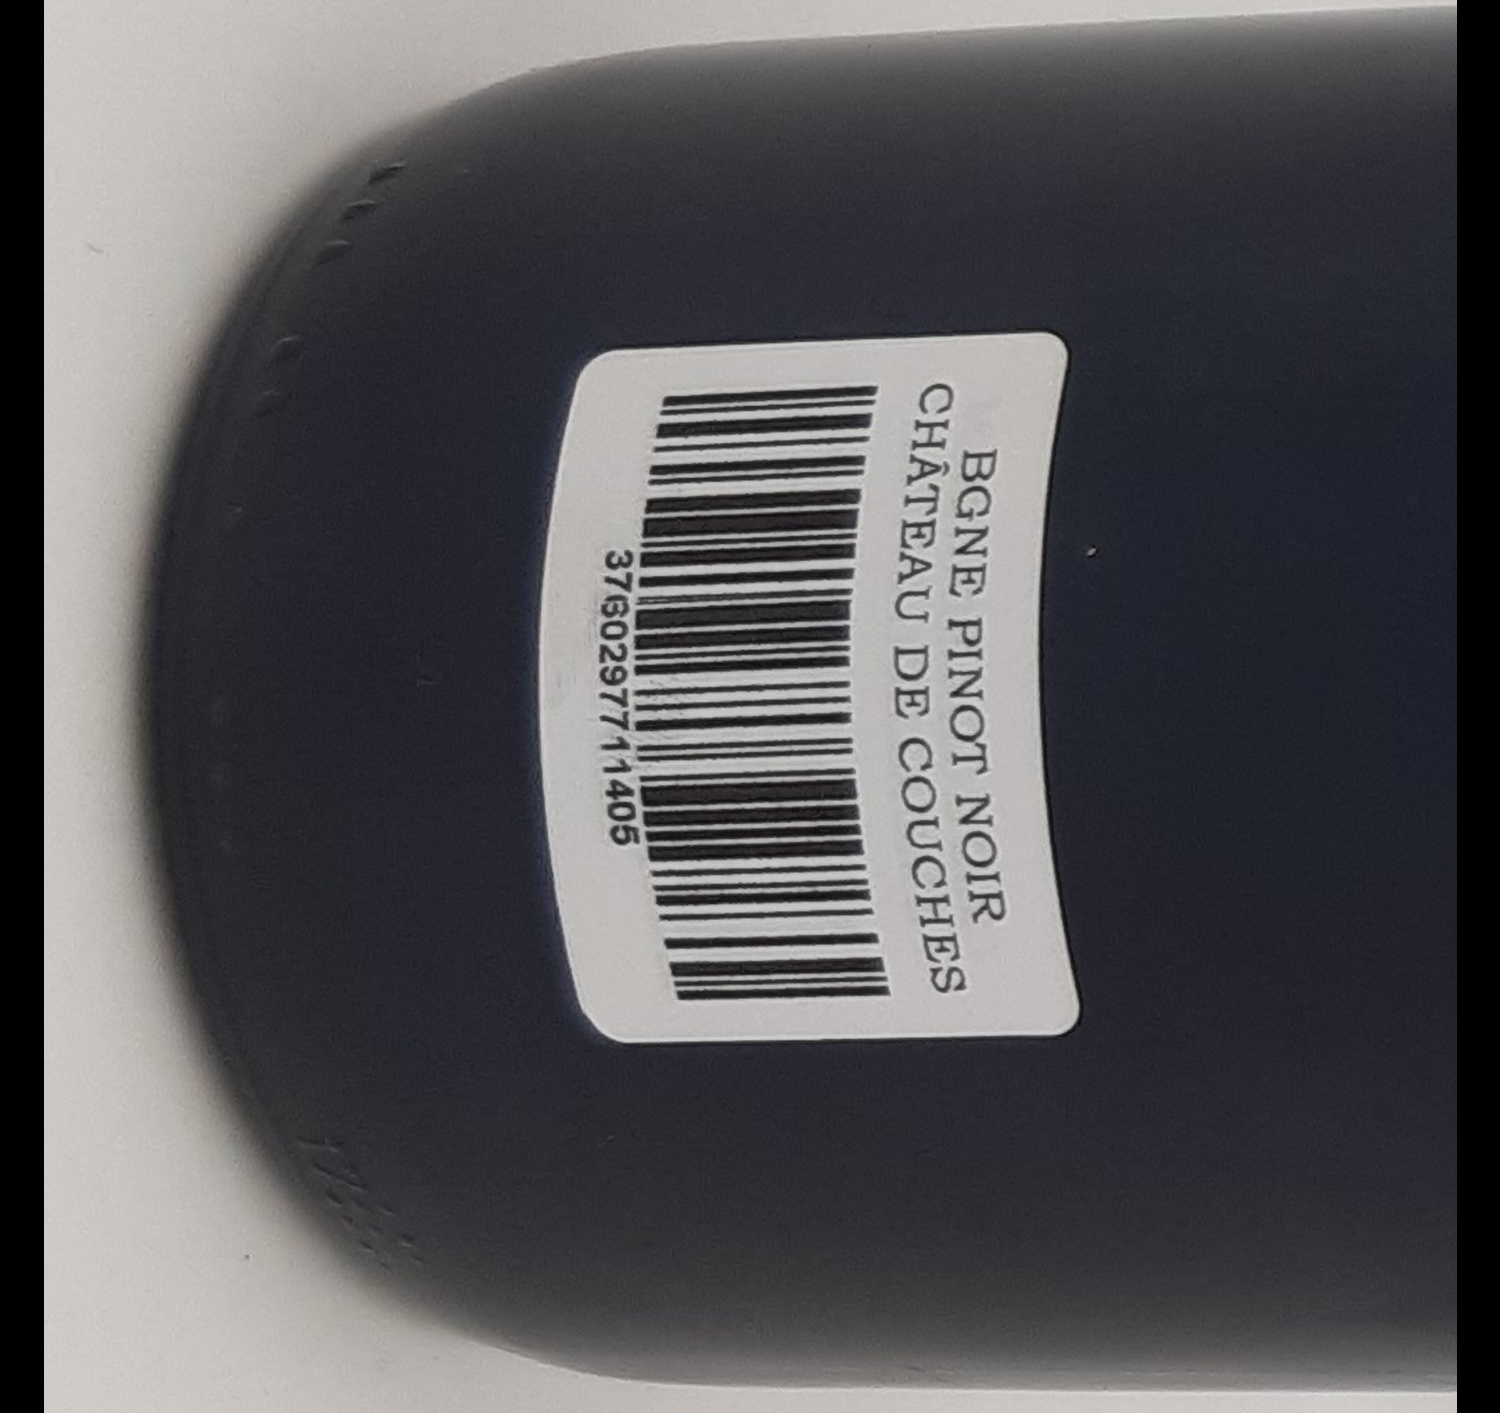 BGNE PINOT NOIR
CHÂTEAU DE COUCHES
3760297711405